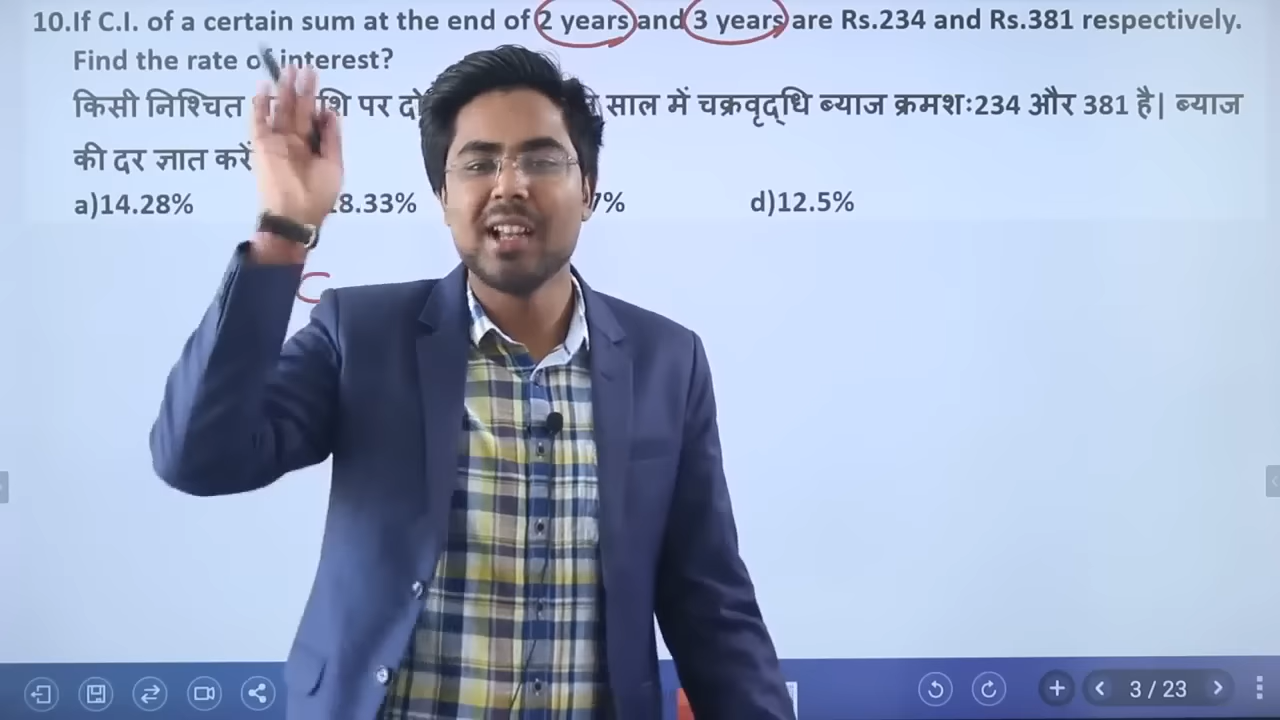 10.If C.I. of a certain sum at the end of 2 years and 3 years are Rs.234 and Rs.381 respectively.
Find the rate of interest?
किसी निश्चित शि पर दो साल में चक्रवृद्धि ब्याज क्रमशः234 और 381 है| ब्याज
की दर ज्ञात करें
a)14.28% 8.33% 7% d)12.5%
C
3 / 23